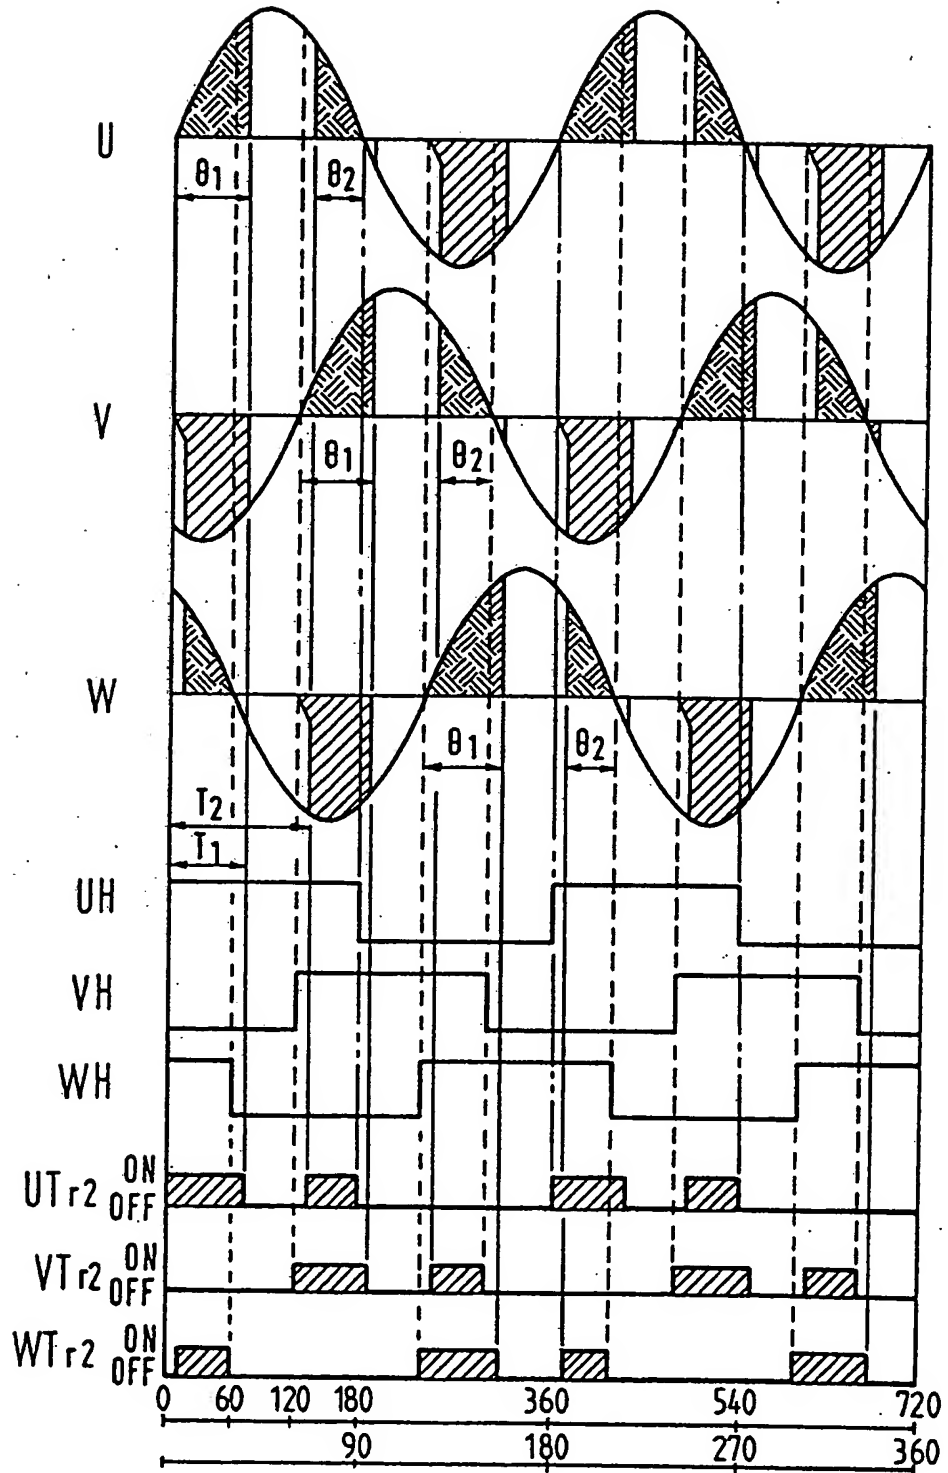 U
θ1 θ2
V
θ1 θ2
W
θ1 θ2
T2
T1
UH
VH
WH
UTr2 ON
OFF
VTr2 ON
OFF
WTr2 ON
OFF
0 60 120 180 360 540 720
90 180 270 360